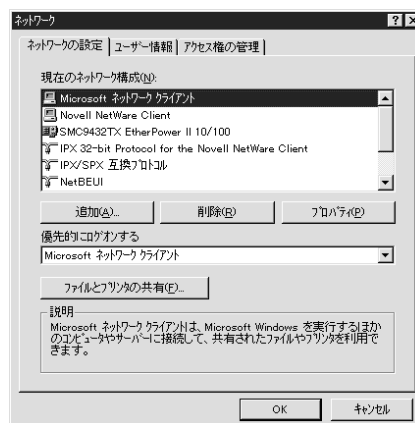 ネットワーク
ネットワークの設定 ユーザー情報 アクセス権の管理
現在のネットワーク構成(N):
Microsoft ネットワーク クライアント
Novell NetWare Client
SMC9432TX EtherPower II 10/100
IPX 32-bit Protocol for the Novell NetWare Client
IPX/SPX 互換プロトコル
NetBEUI
追加(A)... 削除(R) プロパティ(P)
優先的にログオンする
Microsoft ネットワーク クライアント
ファイルとプリンタの共有(F)...
説明
Microsoft ネットワーク クライアントは、Microsoft Windows を実行するほか
のコンピュータやサーバーに接続して、共有されたファイルやプリンタを利用で
きます。
OK キャンセル